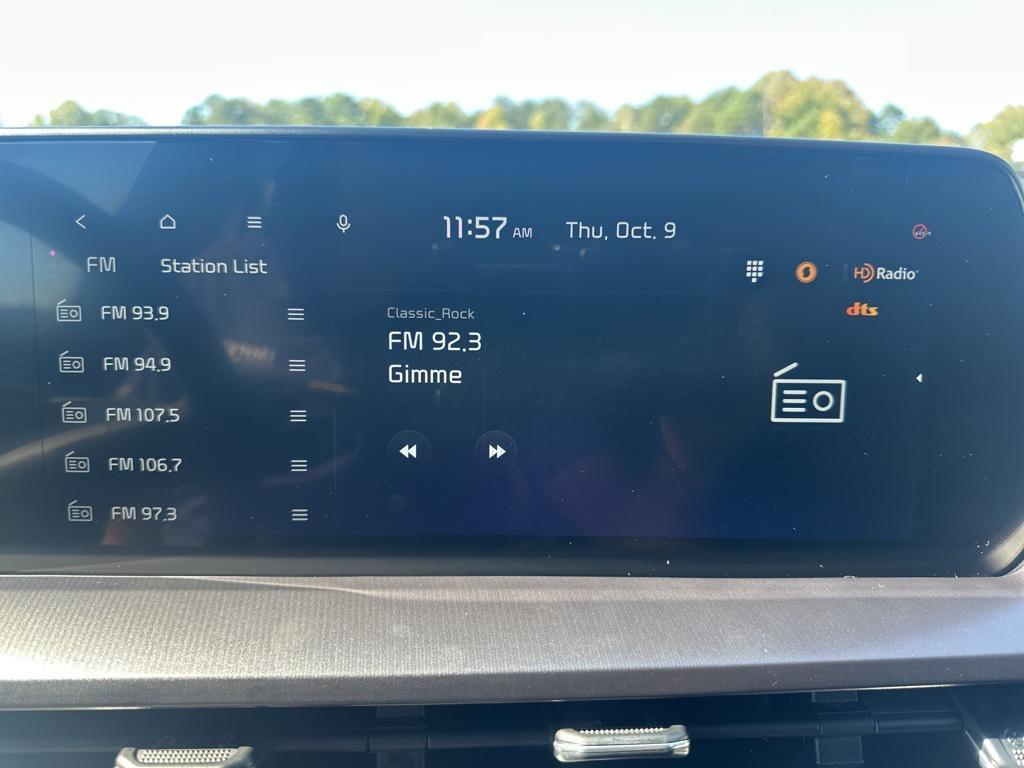 11:57 AM Thu, Oct. 9
FM Station List
HD Radio
dts
FM 93.9
FM 94.9
FM 107.5
FM 106.7
FM 97.3
Classic_Rock
FM 92.3
Gimme